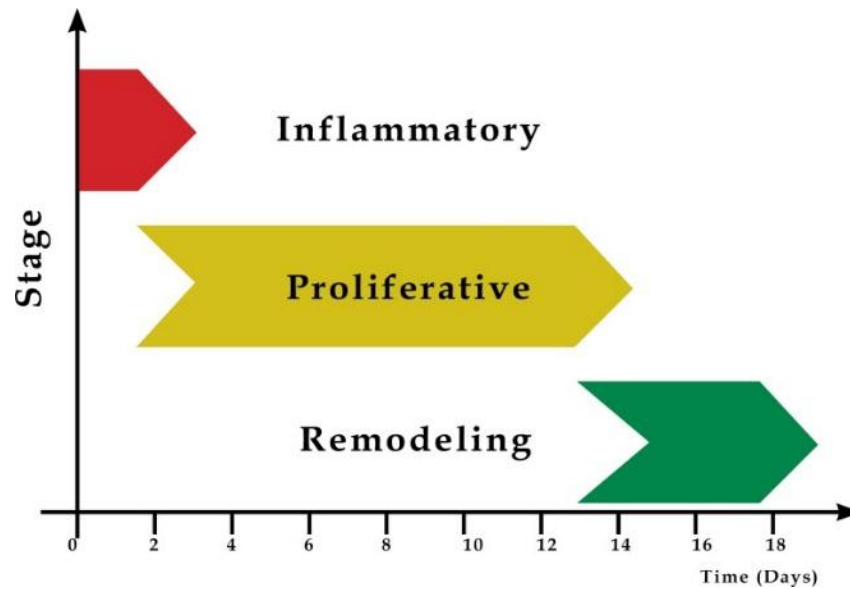 Inflammatory
Stage
Proliferative
Remodeling
0 2 4 6 8 10 12 14 16 18
Time (Days)